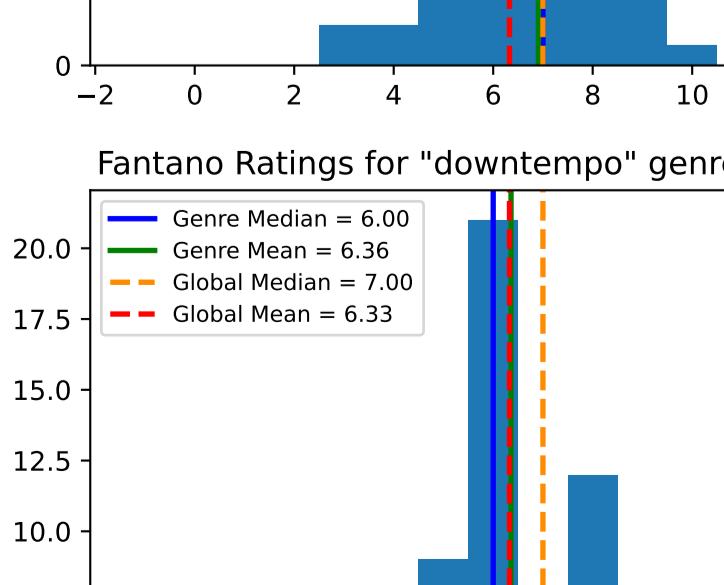 0
−2 0 2 4 6 8 10
Fantano Ratings for "downtempo" genre
Genre Median = 6.00
Genre Mean = 6.36
Global Median = 7.00
Global Mean = 6.33
20.0
17.5
15.0
12.5
10.0